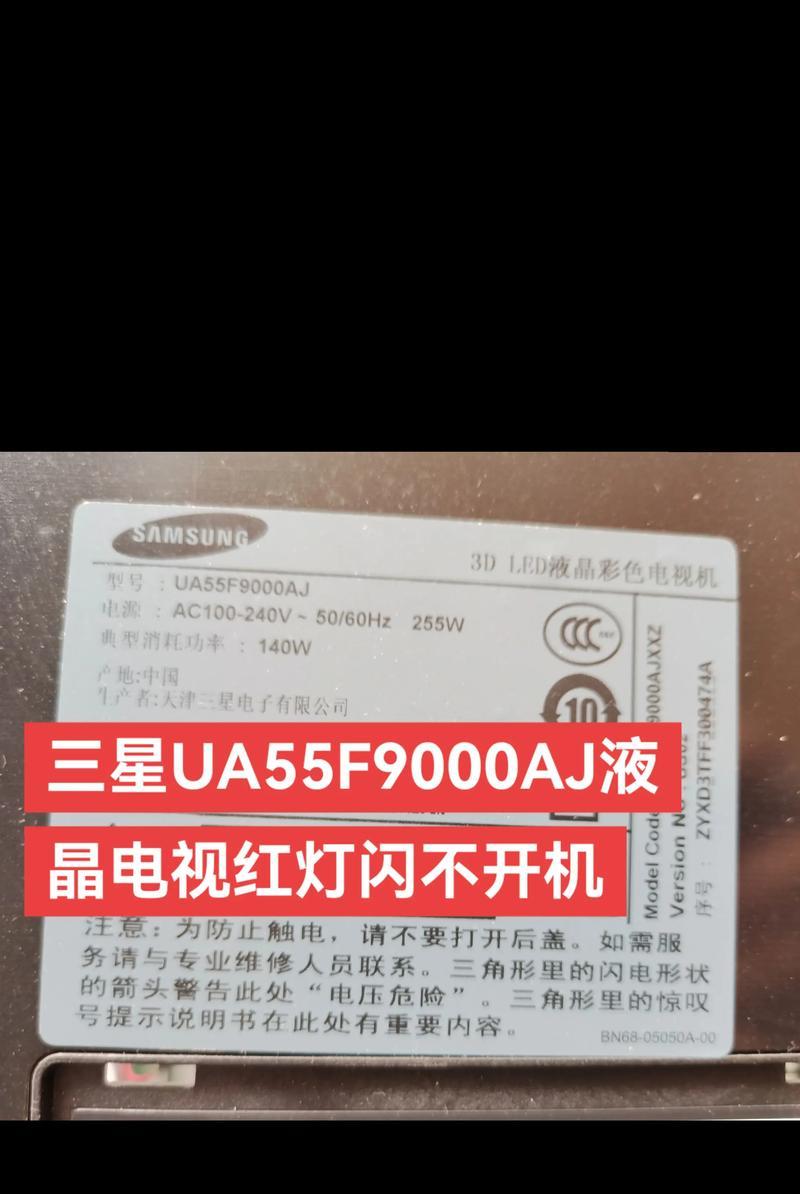 SAMSUNG
3D LED液晶彩色电视机
型号：UA55F9000AJ
电源：AC100-240V ~ 50/60Hz 255W
典型消耗功率：140W
产地:中国
生产者:天津三星电子有限公司
10
三星UA55F9000AJ液
晶电视红灯闪不开机
Model Code
9000AJXXZ
Version N
序号：ZYXD3TFF300474A
注意：为防止触电，请不要打开后盖。如需服
务请与专业维修人员联系。三角形里的闪电形状
的箭头警告此处“电压危险”。三角形里的惊叹
号提示说明书在此处有重要内容。
BN68-05050A-00